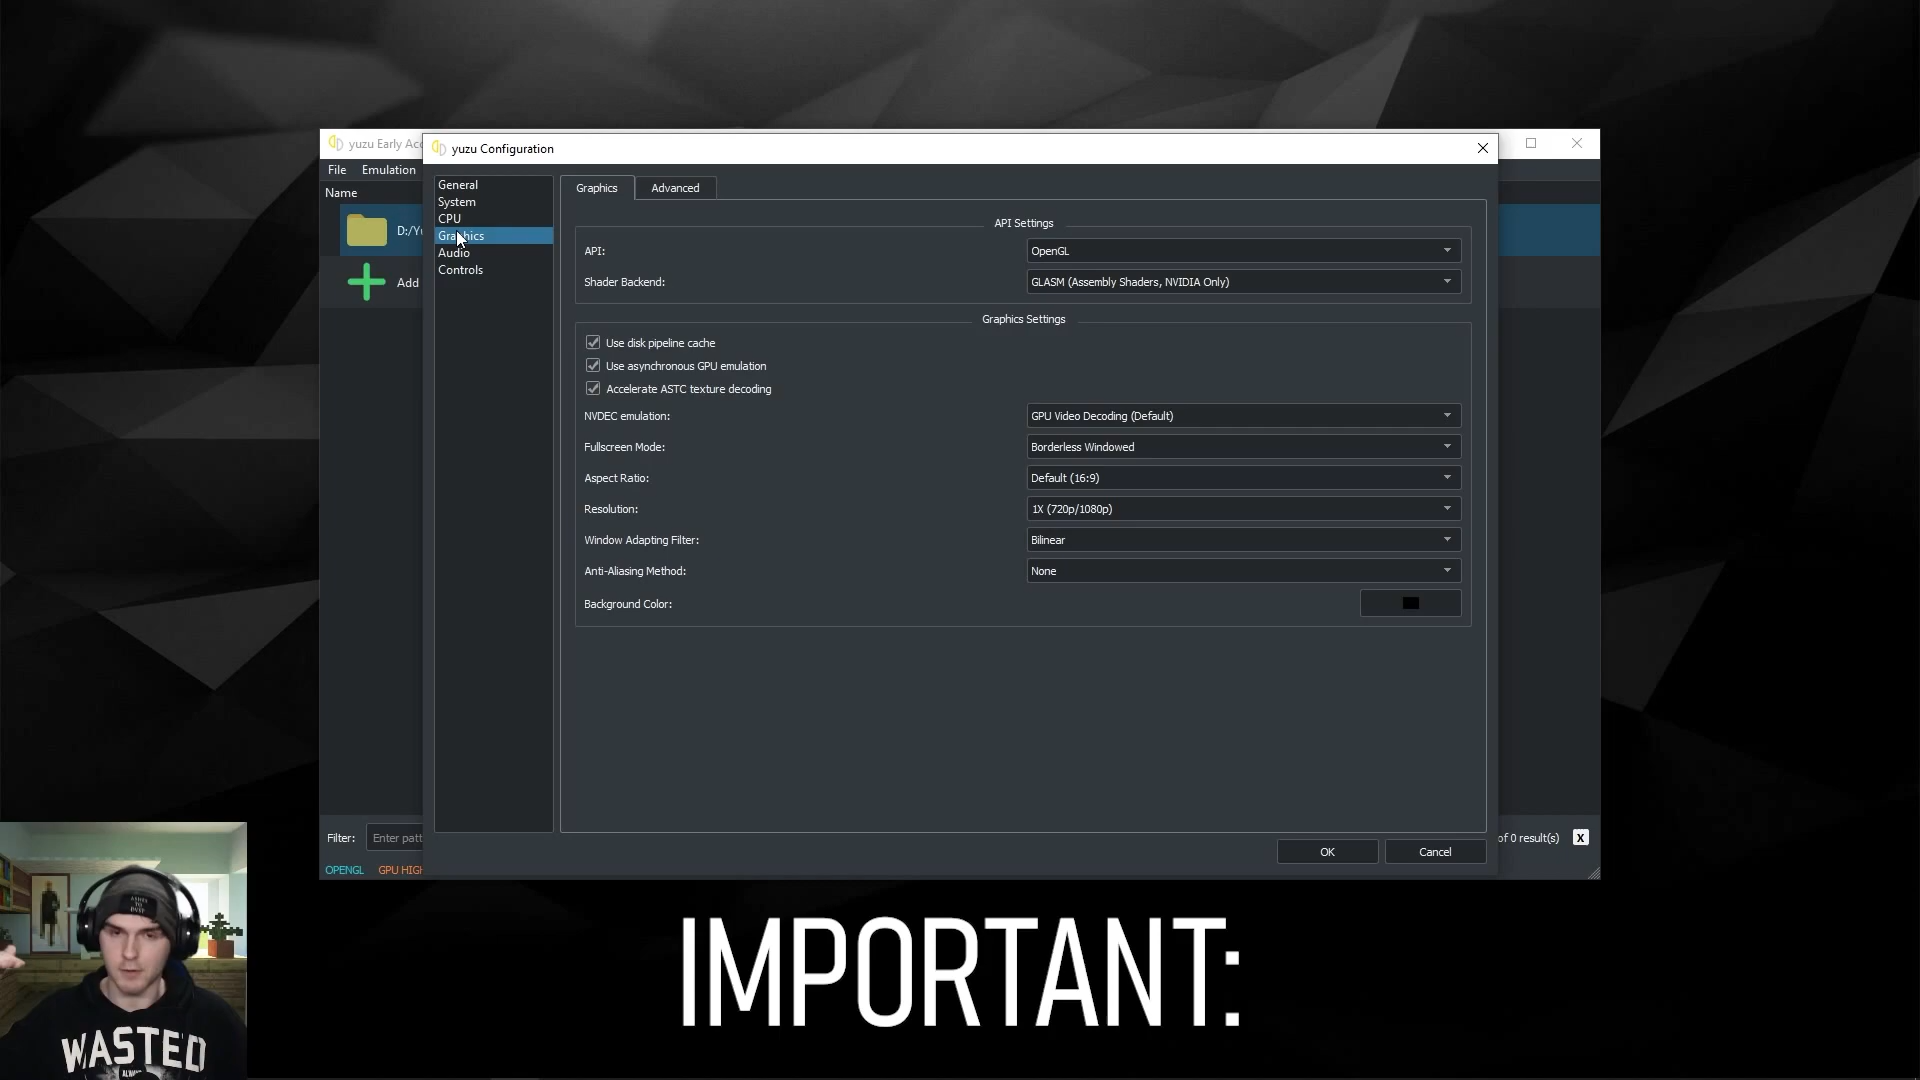 yuzu Early Acc
yuzu Configuration
File Emulation
Name
D:/Yu
Add
General
System
CPU
Graphics
Audio
Controls
Graphics Advanced
API Settings
API: OpenGL
Shader Backend: GLASM (Assembly Shaders, NVIDIA Only)
Graphics Settings
Use disk pipeline cache
Use asynchronous GPU emulation
Accelerate ASTC texture decoding
NVDEC emulation: GPU Video Decoding (Default)
Fullscreen Mode: Borderless Windowed
Aspect Ratio: Default (16:9)
Resolution: 1X (720p/1080p)
Window Adapting Filter: Bilinear
Anti-Aliasing Method: None
Background Color:
Filter: Enter patt
of 0 result(s) X
OK Cancel
OPENGL GPU HIGH
IMPORTANT:
WASTED
ALWAYS